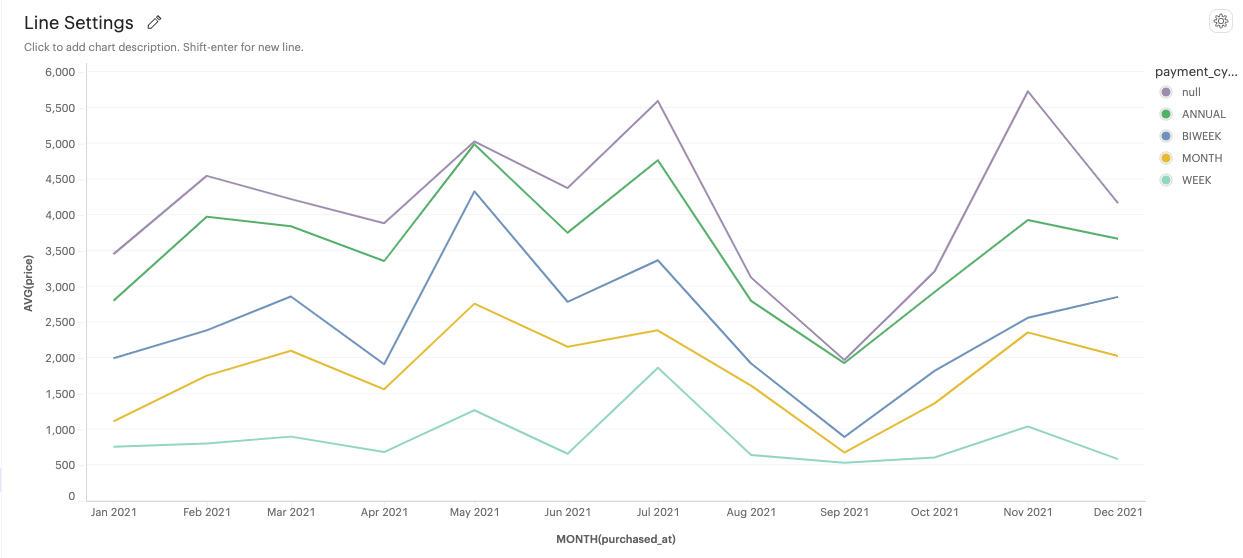 Line Settings
Click to add chart description. Shift-enter for new line.
payment_cy...
null
ANNUAL
BIWEEK
MONTH
WEEK
AVG(price)
6,000
5,500
5,000
4,500
4,000
3,500
3,000
2,500
2,000
1,500
1,000
500
0
Jan 2021 Feb 2021 Mar 2021 Apr 2021 May 2021 Jun 2021 Jul 2021 Aug 2021 Sep 2021 Oct 2021 Nov 2021 Dec 2021
MONTH(purchased_at)